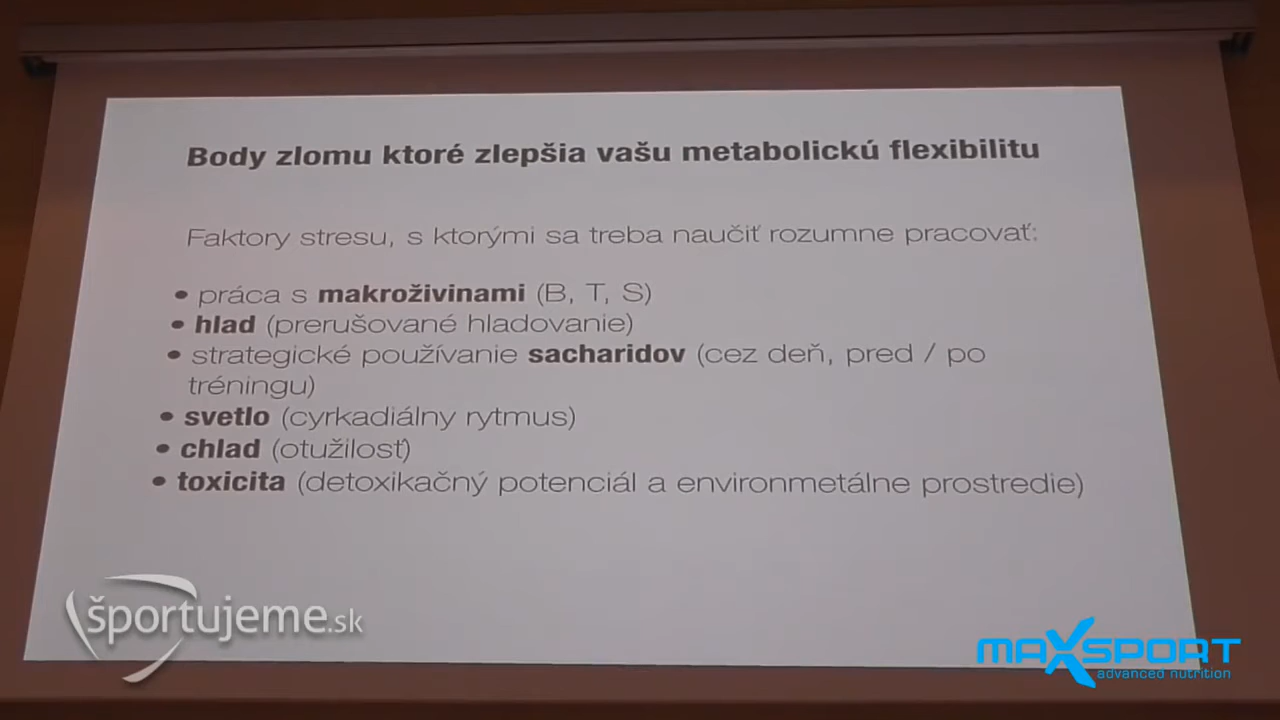 Body zlomu ktoré zlepšia vašu metabolickú flexibilitu
Faktory stresu, s ktorými sa treba naučiť rozumne pracovať:
• práca s makroživinami (B, T, S)
• hlad (prerušované hladovanie)
• strategické používanie sacharidov (cez deň, pred / po
tréningu)
• svetlo (cyrkadiálny rytmus)
• chlad (otužilosť)
• toxicita (detoxikačný potenciál a environmetálne prostredie)
športujeme.sk
MAXSPORT
advanced nutrition